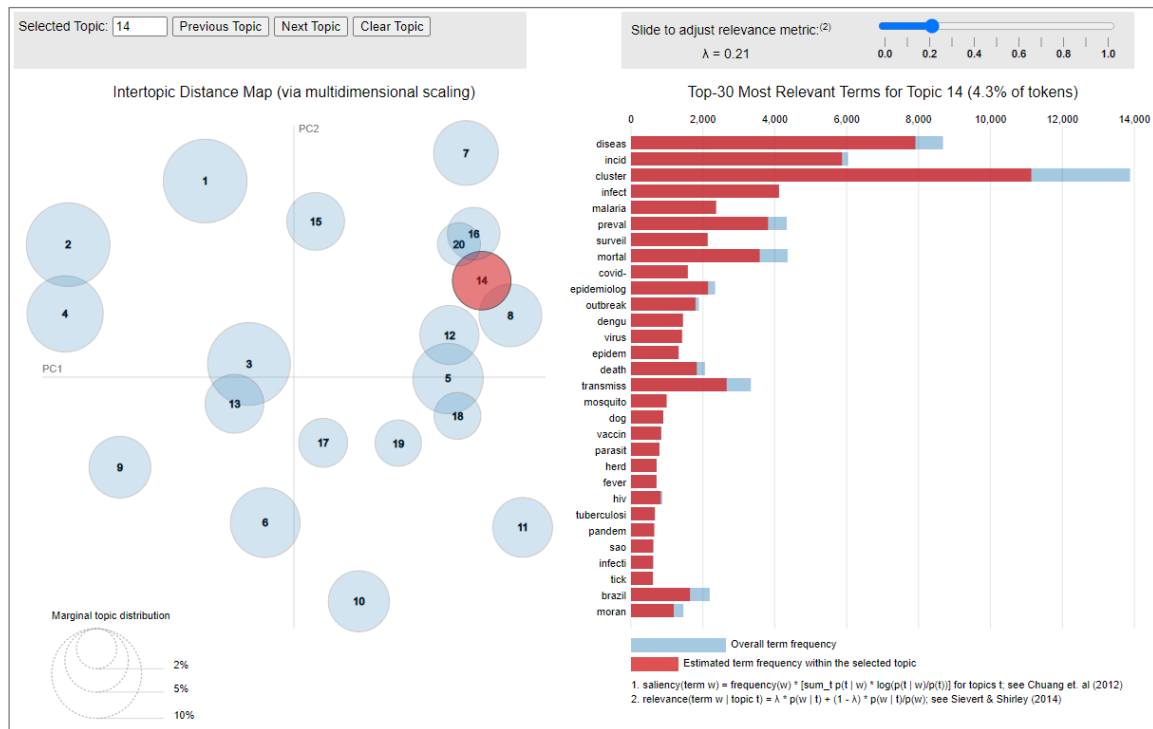 Selected Topic: 14 Previous Topic Next Topic Clear Topic
Slide to adjust relevance metric:(2)
λ = 0.21
0.0 0.2 0.4 0.6 0.8 1.0
Intertopic Distance Map (via multidimensional scaling)
PC2
PC1
7
1
15
16
20
2
14
4
8
12
3
5
13
18
17
19
9
6
11
10
Marginal topic distribution
2%
5%
10%
Top-30 Most Relevant Terms for Topic 14 (4.3% of tokens)
0 2,000 4,000 6,000 8,000 10,000 12,000 14,000
diseas
incid
cluster
infect
malaria
preval
surveil
mortal
covid-
epidemiolog
outbreak
dengu
virus
epidem
death
transmiss
mosquito
dog
vaccin
parasit
herd
fever
hiv
tuberculosi
pandem
sao
infecti
tick
brazil
moran
Overall term frequency
Estimated term frequency within the selected topic
1. saliency(term w) = frequency(w) * [sum_t p(t | w) * log(p(t | w)/p(t))] for topics t; see Chuang et. al (2012)
2. relevance(term w | topic t) = λ * p(w | t) + (1 - λ) * p(w | t)/p(w); see Sievert & Shirley (2014)